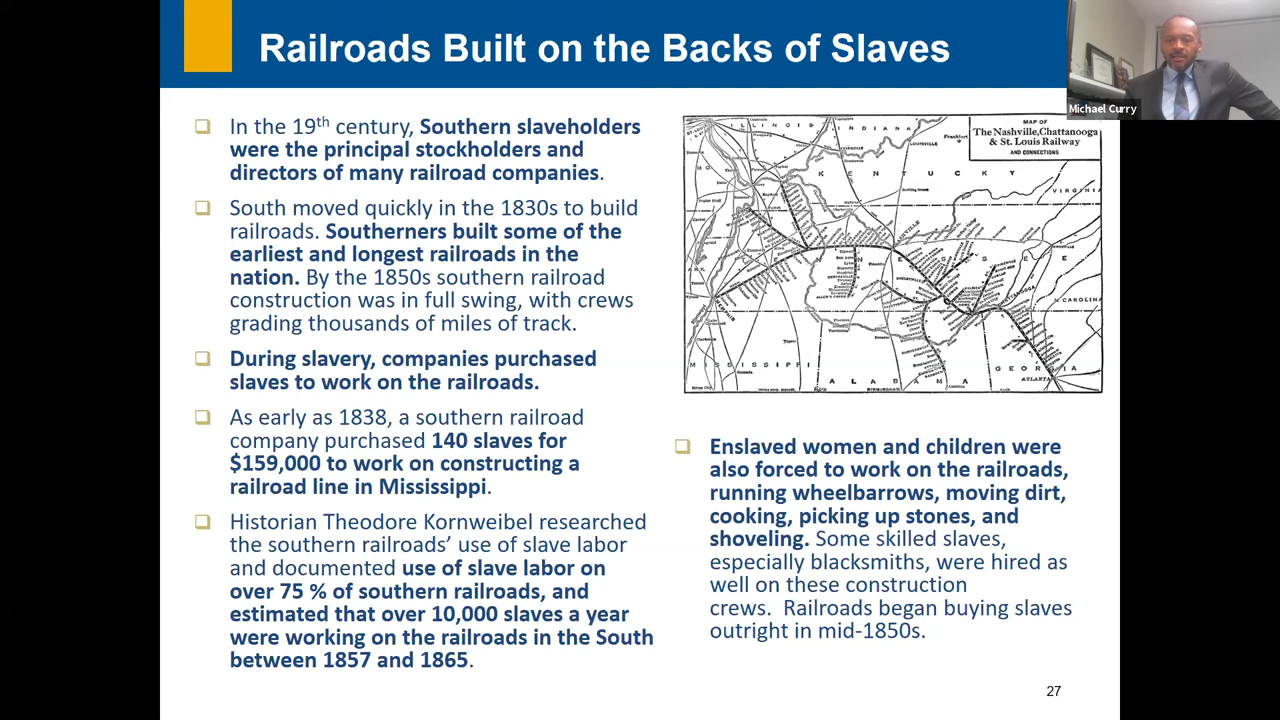 Railroads Built on the Backs of Slaves
Michael Curry
❑ In the 19th century, Southern slaveholders
were the principal stockholders and
directors of many railroad companies.
❑ South moved quickly in the 1830s to build
railroads. Southerners built some of the
earliest and longest railroads in the
nation. By the 1850s southern railroad
construction was in full swing, with crews
grading thousands of miles of track.
❑ During slavery, companies purchased
slaves to work on the railroads.
❑ As early as 1838, a southern railroad
company purchased 140 slaves for
$159,000 to work on constructing a
railroad line in Mississippi.
❑ Historian Theodore Kornweibel researched
the southern railroads’ use of slave labor
and documented use of slave labor on
over 75 % of southern railroads, and
estimated that over 10,000 slaves a year
were working on the railroads in the South
between 1857 and 1865.
MAP OF
The Nashville, Chattanooga
& St. Louis Railway
AND CONNECTIONS
ILLINOIS
INDIANA
KENTUCKY
VIRGINIA
CAROLINA
MISSISSIPPI
ALABAMA
GEORGIA
ATLANTA
❑ Enslaved women and children were
also forced to work on the railroads,
running wheelbarrows, moving dirt,
cooking, picking up stones, and
shoveling. Some skilled slaves,
especially blacksmiths, were hired as
well on these construction
crews.  Railroads began buying slaves
outright in mid-1850s.
27